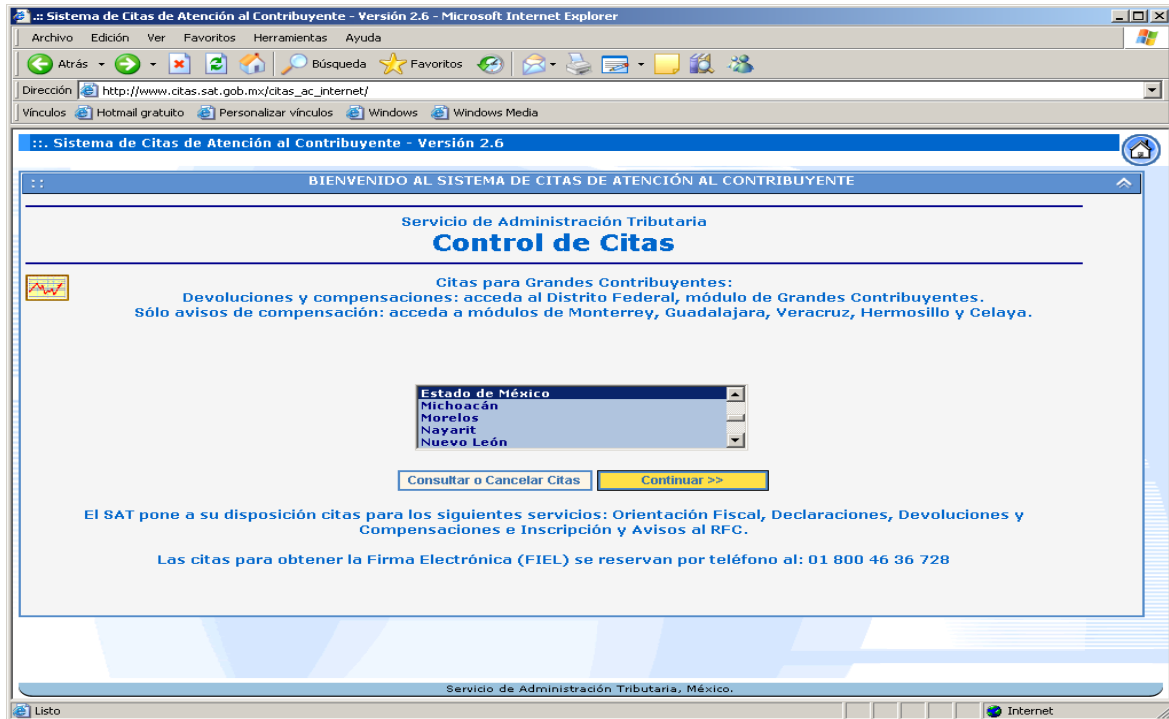 .:: Sistema de Citas de Atención al Contribuyente - Versión 2.6 - Microsoft Internet Explorer
Archivo Edición Ver Favoritos Herramientas Ayuda
Atrás Búsqueda Favoritos
Dirección http://www.citas.sat.gob.mx/citas_ac_internet/
Vínculos Hotmail gratuito Personalizar vínculos Windows Windows Media
::. Sistema de Citas de Atención al Contribuyente - Versión 2.6
:: BIENVENIDO AL SISTEMA DE CITAS DE ATENCIÓN AL CONTRIBUYENTE
Servicio de Administración Tributaria
Control de Citas
Citas para Grandes Contribuyentes:
Devoluciones y compensaciones: acceda al Distrito Federal, módulo de Grandes Contribuyentes.
Sólo avisos de compensación: acceda a módulos de Monterrey, Guadalajara, Veracruz, Hermosillo y Celaya.
Estado de México
Michoacán
Morelos
Nayarit
Nuevo León
Consultar o Cancelar Citas Continuar >>
El SAT pone a su disposición citas para los siguientes servicios: Orientación Fiscal, Declaraciones, Devoluciones y
Compensaciones e Inscripción y Avisos al RFC.
Las citas para obtener la Firma Electrónica (FIEL) se reservan por teléfono al: 01 800 46 36 728
Servicio de Administración Tributaria, México.
Listo Internet